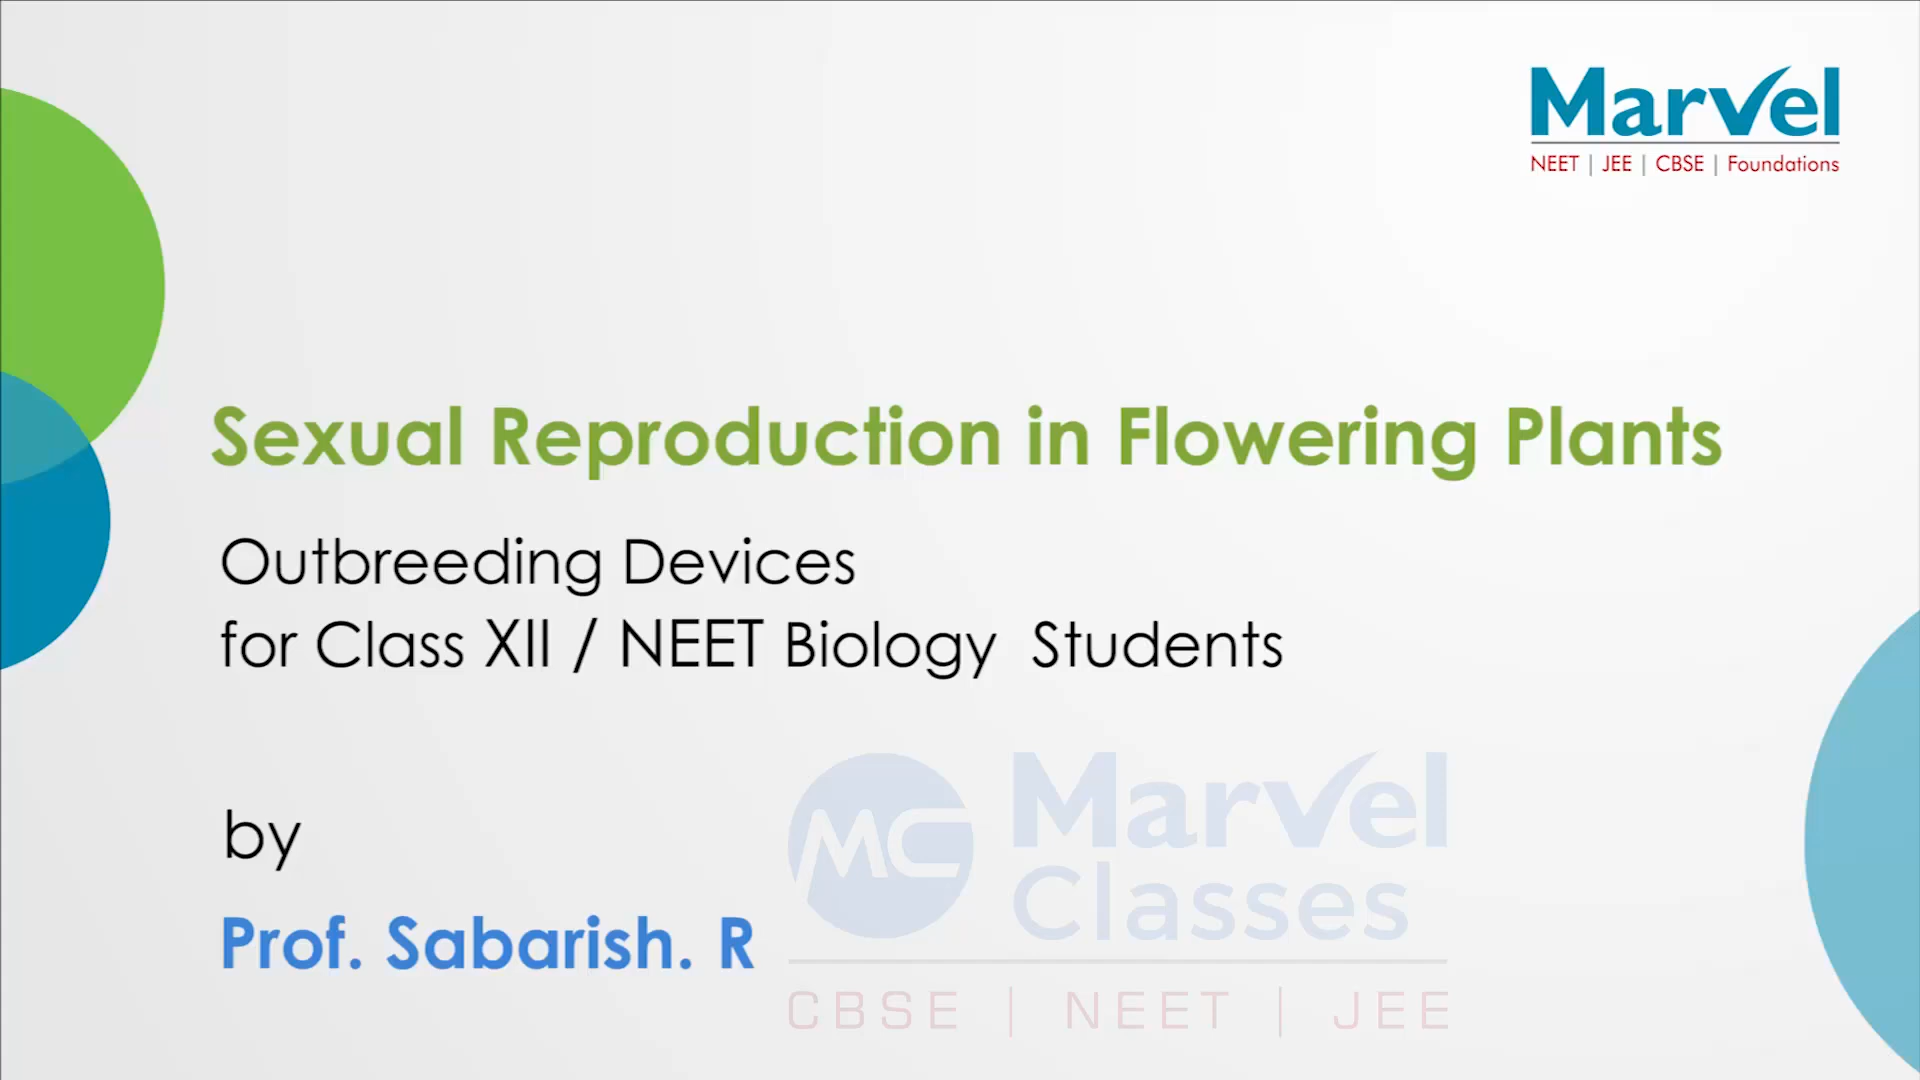 Marvel
NEET | JEE | CBSE | Foundations
Sexual Reproduction in Flowering Plants
Outbreeding Devices
for Class XII / NEET Biology Students
by
Prof. Sabarish. R
MC
Marvel
Classes
CBSE | NEET | JEE